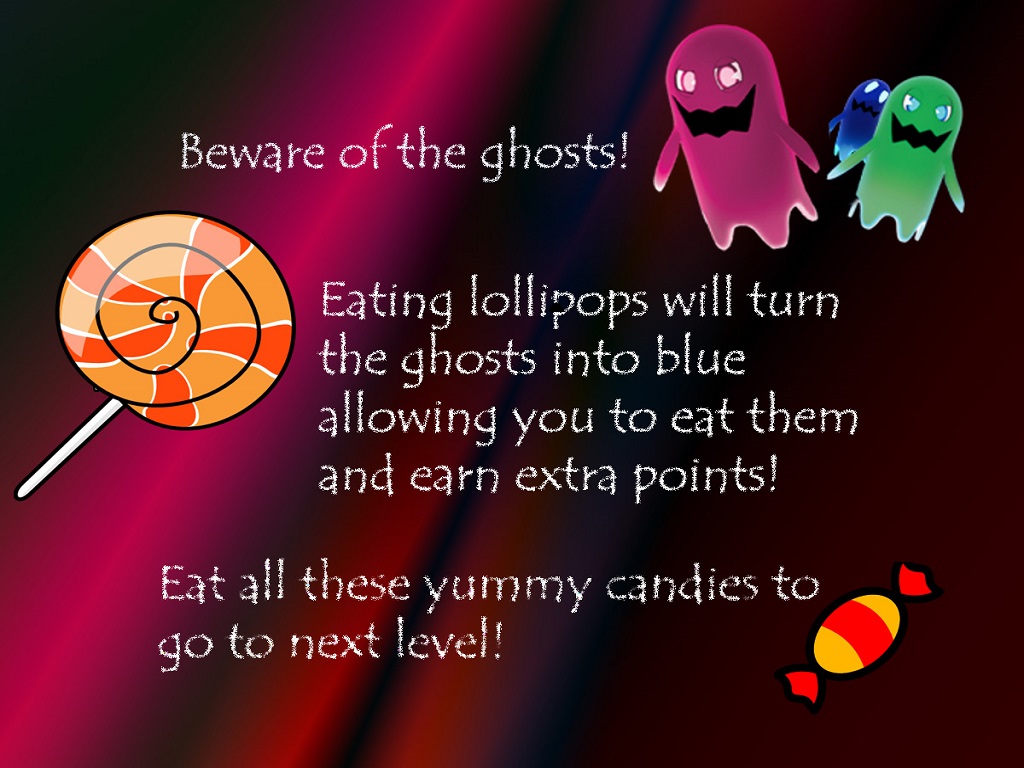 Beware of the ghosts!
Eating lollipops will turn
the ghosts into blue
allowing you to eat them
and earn extra points!
Eat all these yummy candies to
go to next level!